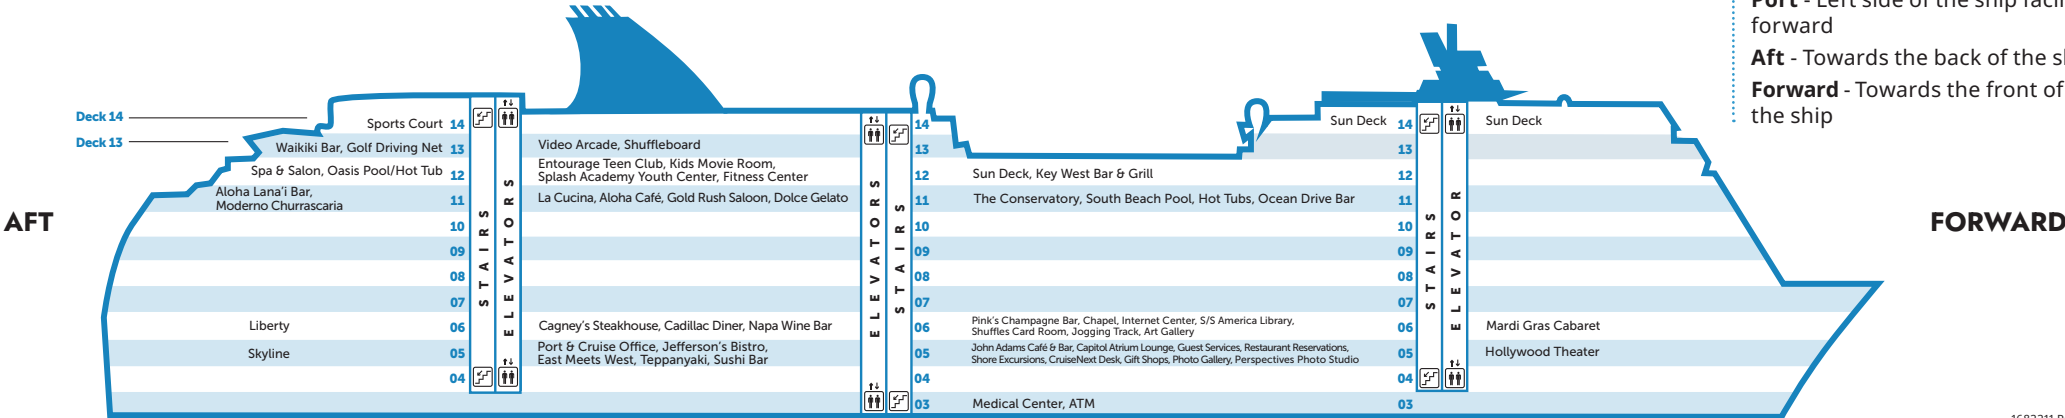 Port - Left side of the ship
forward
Aft - Towards the back of the
Forward - Towards the front of
the ship
Deck 14
Deck 13
AFT
FORWARD
Sports Court 14
Waikiki Bar, Golf Driving Net 13
Spa & Salon, Oasis Pool/Hot Tub 12
Aloha Lana'i Bar,
Moderno Churrascaria
11
10
09
08
07
Liberty 06
Skyline 05
04
STAIRS
ELEVATORS
Video Arcade, Shuffleboard
Entourage Teen Club, Kids Movie Room,
Splash Academy Youth Center, Fitness Center
La Cucina, Aloha Café, Gold Rush Saloon, Dolce Gelato
Cagney's Steakhouse, Cadillac Diner, Napa Wine Bar
Port & Cruise Office, Jefferson's Bistro,
East Meets West, Teppanyaki, Sushi Bar
ELEVATORS
STAIRS
14
13
12 Sun Deck, Key West Bar & Grill
11 The Conservatory, South Beach Pool, Hot Tubs, Ocean Drive Bar
10
09
08
07
06 Pink's Champagne Bar, Chapel, Internet Center, S/S America Library,
Shuffles Card Room, Jogging Track, Art Gallery
05 John Adams Café & Bar, Capitol Atrium Lounge, Guest Services, Restaurant Reservations,
Shore Excursions, CruiseNext Desk, Gift Shops, Photo Gallery, Perspectives Photo Studio
04
03 Medical Center, ATM
Sun Deck 14
13
12
11
10
09
08
07
06
05
04
03
STAIRS
ELEVATOR
Sun Deck
Mardi Gras Cabaret
Hollywood Theater